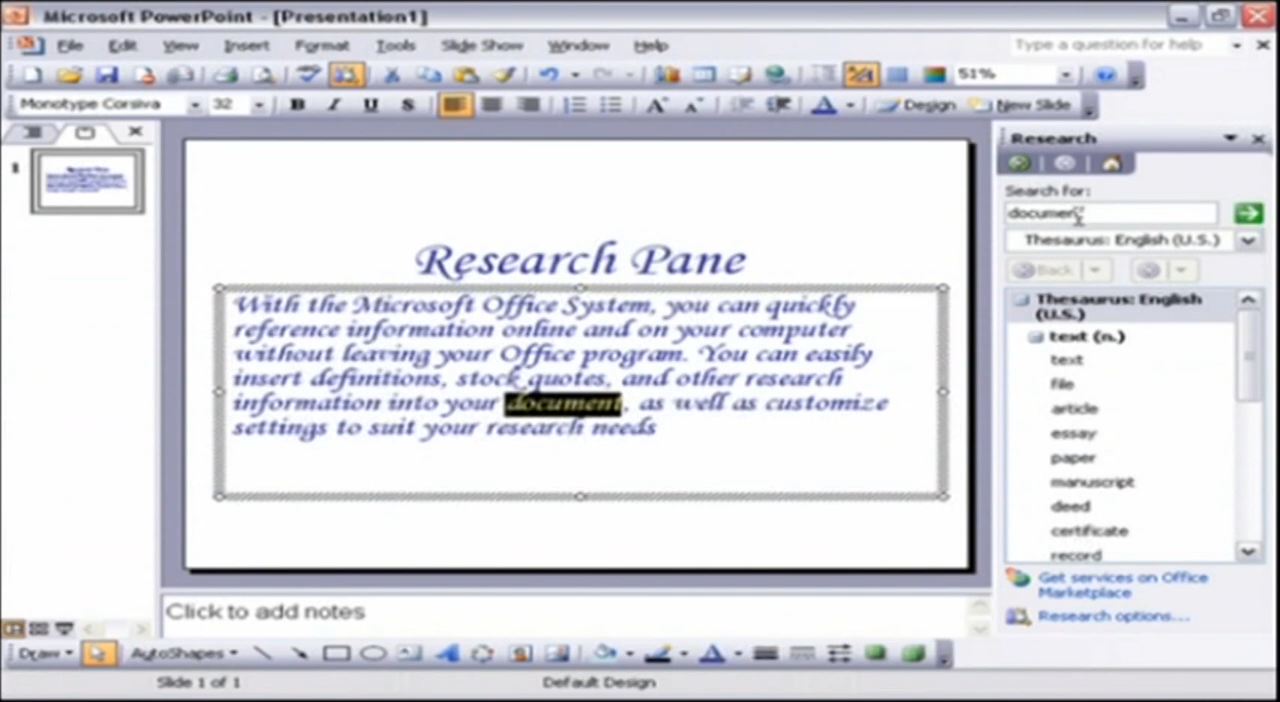 Microsoft PowerPoint - [Presentation1]
File Edit View Insert Format Tools Slide Show Window Help Type a question for help
51%
Monotype Corsiva 32 B I U S A A A Design New Slide
1
Research
Search for:
document
Thesaurus: English (U.S.)
Back
Thesaurus: English
(U.S.)
text (n.)
text
file
article
essay
paper
manuscript
deed
certificate
record
Get services on Office
Marketplace
Research options...
Research Pane
With the Microsoft Office System, you can quickly
reference information online and on your computer
without leaving your Office program. You can easily
insert definitions, stock quotes, and other research
information into your document, as well as customize
settings to suit your research needs
Click to add notes
Draw AutoShapes A
Slide 1 of 1 Default Design